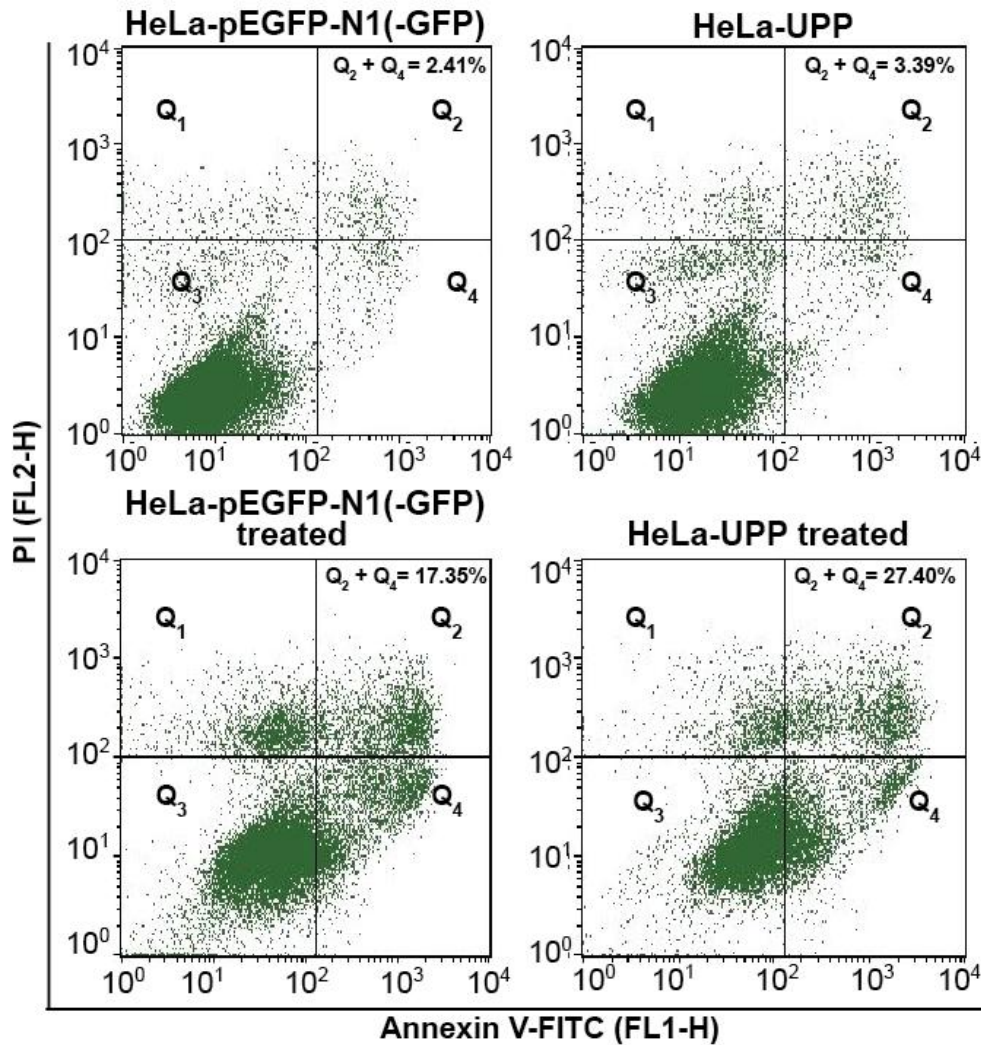 HeLa-pEGFP-N1(-GFP)
HeLa-UPP
Q₂ + Q₄= 2.41%
Q₁
Q₂
Q₃
Q₄
10⁴
10³
10²
10¹
10⁰
10⁰ 10¹ 10² 10³ 10⁴
Q₂ + Q₄= 3.39%
Q₁
Q₂
Q₃
Q₄
10⁴
10³
10²
10¹
10⁰
10⁰ 10¹ 10² 10³ 10⁴
HeLa-pEGFP-N1(-GFP)
treated
HeLa-UPP treated
Q₂ + Q₄= 17.35%
Q₁
Q₂
Q₃
Q₄
10⁴
10³
10²
10¹
10⁰
10⁰ 10¹ 10² 10³ 10⁴
Q₂ + Q₄= 27.40%
Q₁
Q₂
Q₃
Q₄
10⁴
10³
10²
10¹
10⁰
10⁰ 10¹ 10² 10³ 10⁴
PI (FL2-H)
Annexin V-FITC (FL1-H)